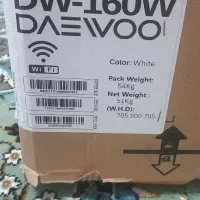 DW-160W
DAEWOO
Wi Fi
Color: White
Pack Weight:
54Kg
Net Weight :
51Kg
(W.H.D):
705.900.705